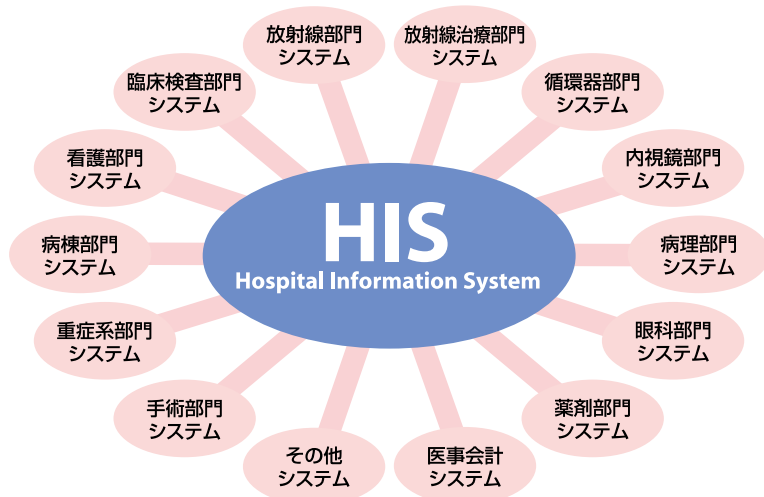 放射線部門
システム
放射線治療部門
システム
臨床検査部門
システム
循環器部門
システム
看護部門
システム
内視鏡部門
システム
HIS
Hospital Information System
病棟部門
システム
病理部門
システム
重症系部門
システム
眼科部門
システム
手術部門
システム
薬剤部門
システム
その他
システム
医事会計
システム